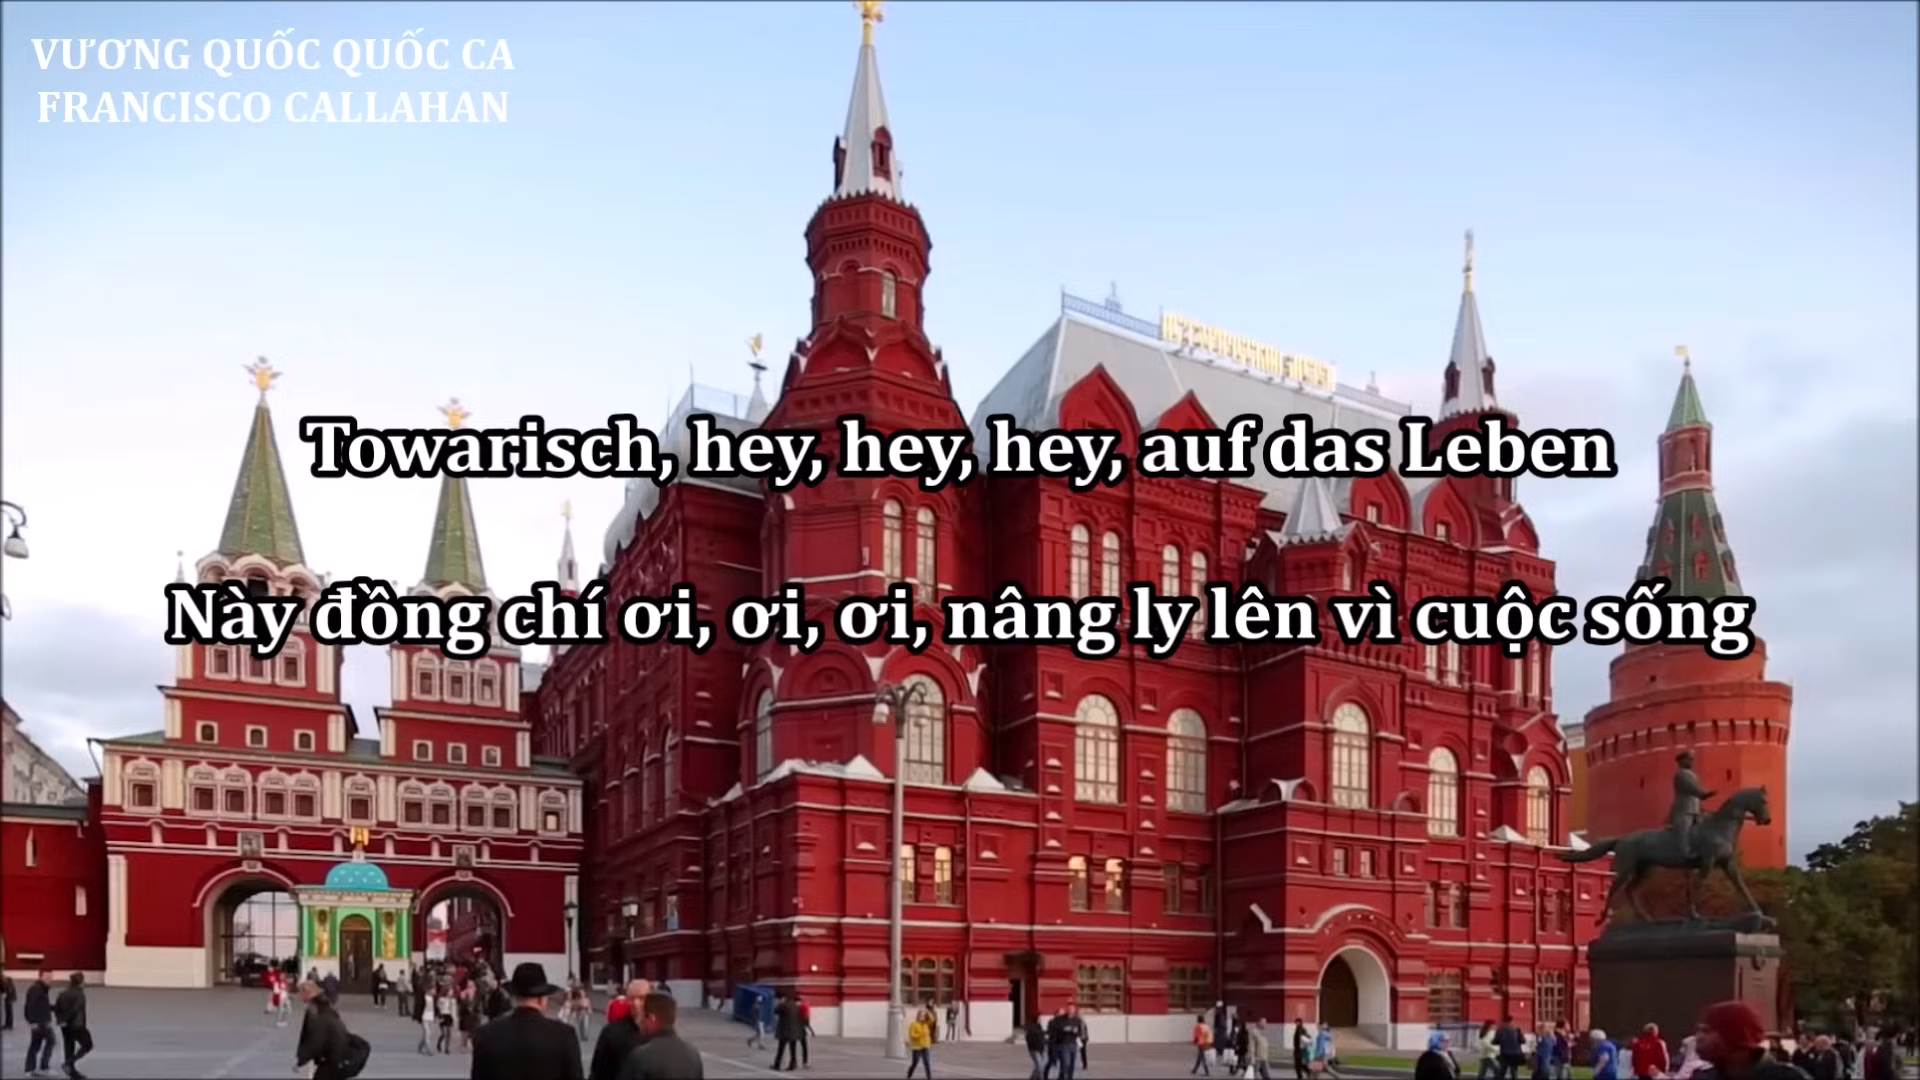 VƯƠNG QUỐC QUỐC CA
FRANCISCO CALLAHAN
Towarisch, hey, hey, hey, auf das Leben
Này đồng chí ơi, ơi, ơi, nâng ly lên vì cuộc sống